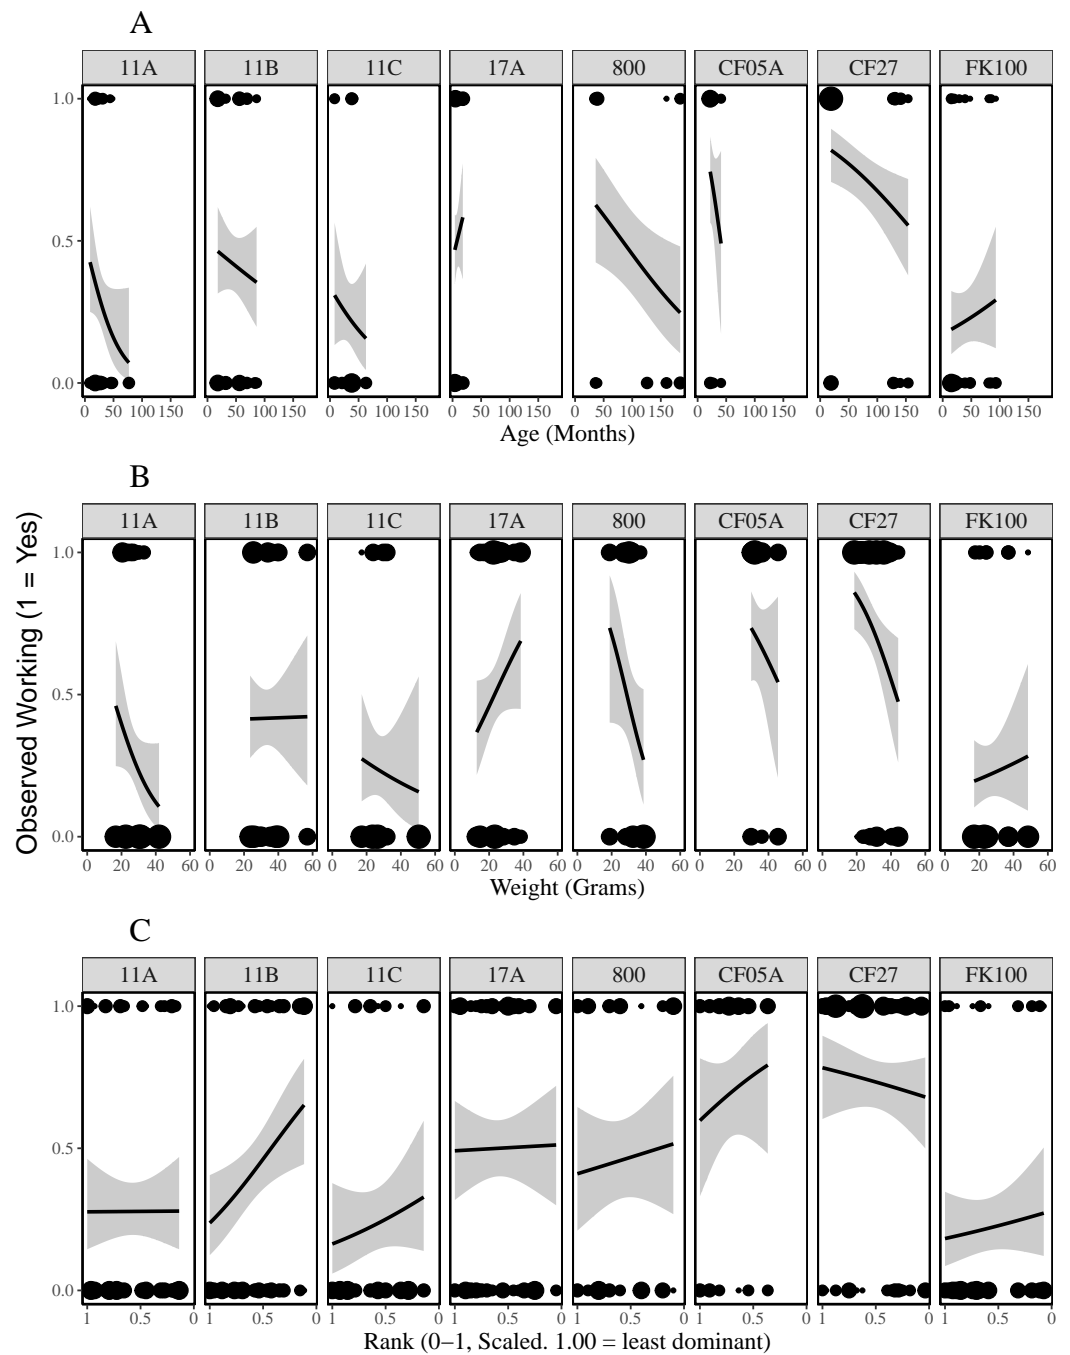 A
11A 11B 11C 17A 800 CF05A CF27 FK100
1.0
0.5
0.0
0 50 100 150 0 50 100 150 0 50 100 150 0 50 100 150 0 50 100 150 0 50 100 150 0 50 100 150 0 50 100 150
Age (Months)
B
11A 11B 11C 17A 800 CF05A CF27 FK100
Observed Working (1 = Yes)
1.0
0.5
0.0
0 20 40 60 0 20 40 60 0 20 40 60 0 20 40 60 0 20 40 60 0 20 40 60 0 20 40 60 0 20 40 60
Weight (Grams)
C
11A 11B 11C 17A 800 CF05A CF27 FK100
1.0
0.5
0.0
1 0.5 0 1 0.5 0 1 0.5 0 1 0.5 0 1 0.5 0 1 0.5 0 1 0.5 0 1 0.5 0
Rank (0−1, Scaled. 1.00 = least dominant)